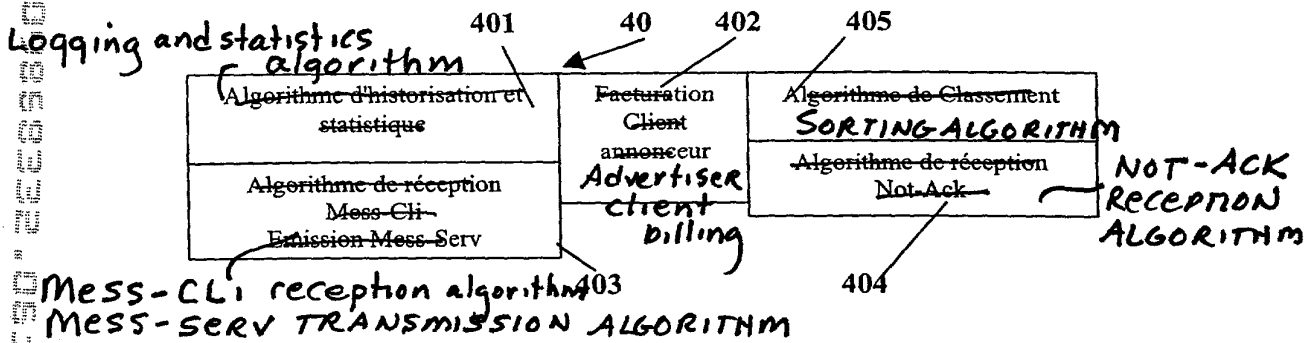 401 40 402 405
Logging and statistics
algorithm
Algorithme d'historisation et
statistique
Facturation
Client
annonceur
Advertiser
client
billing
Algorithme de Classement
SORTING ALGORITHM
Algorithme de réception
Mess-Cli
Emission Mess-Serv
Algorithme de réception
Not-Ack
NOT-ACK
RECEPTION
ALGORITHM
403
404
Mess-CLi reception algorithm
MESS-SERV TRANSMISSION ALGORITHM